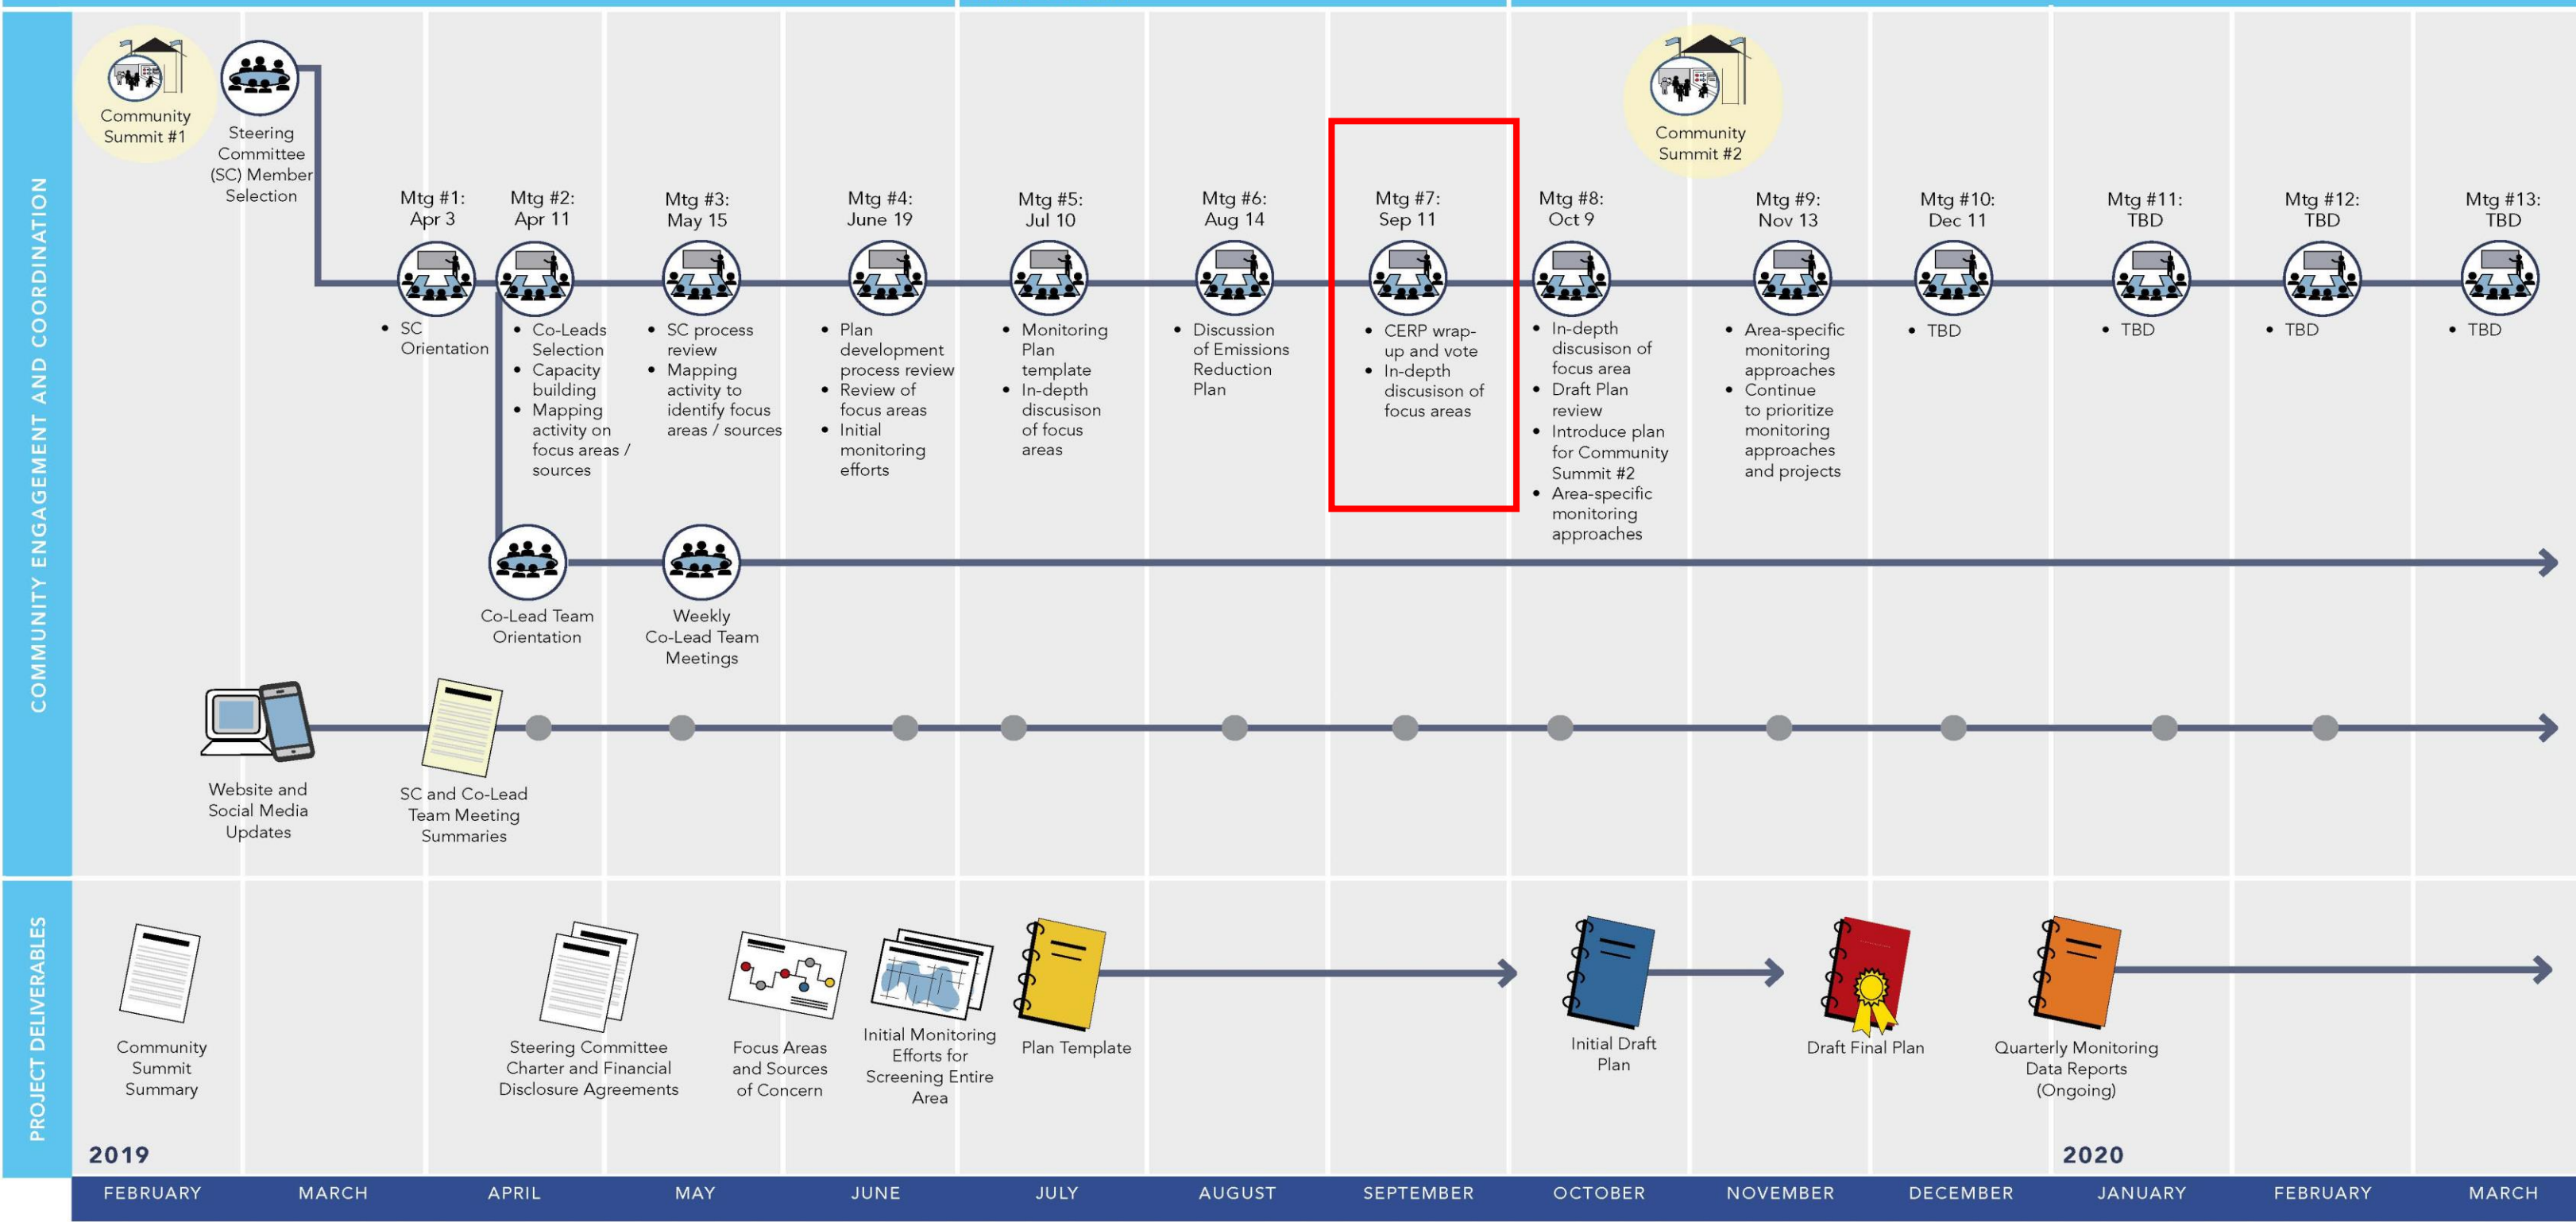 COMMUNITY ENGAGEMENT AND COORDINATION
Community
Summit #1
Steering
Committee
(SC) Member
Selection
Community
Summit #2
Mtg #1:
Apr 3
• SC
Orientation
Mtg #2:
Apr 11
• Co-Leads
Selection
• Capacity
building
• Mapping
activity on
focus areas /
sources
Mtg #3:
May 15
• SC process
review
• Mapping
activity to
identify focus
areas / sources
Mtg #4:
June 19
• Plan
development
process review
• Review of
focus areas
• Initial
monitoring
efforts
Mtg #5:
Jul 10
• Monitoring
Plan
template
• In-depth
discusison
of focus
areas
Mtg #6:
Aug 14
• Discussion
of Emissions
Reduction
Plan
Mtg #7:
Sep 11
• CERP wrap-
up and vote
• In-depth
discusison of
focus areas
Mtg #8:
Oct 9
• In-depth
discusison of
focus area
• Draft Plan
review
• Introduce plan
for Community
Summit #2
• Area-specific
monitoring
approaches
Mtg #9:
Nov 13
• Area-specific
monitoring
approaches
• Continue
to prioritize
monitoring
approaches
and projects
Mtg #10:
Dec 11
• TBD
Mtg #11:
TBD
• TBD
Mtg #12:
TBD
• TBD
Mtg #13:
TBD
• TBD
Co-Lead Team
Orientation
Weekly
Co-Lead Team
Meetings
Website and
Social Media
Updates
SC and Co-Lead
Team Meeting
Summaries
PROJECT DELIVERABLES
Community
Summit
Summary
Steering Committee
Charter and Financial
Disclosure Agreements
Focus Areas
and Sources
of Concern
Initial Monitoring
Efforts for
Screening Entire
Area
Plan Template
Initial Draft
Plan
Draft Final Plan
Quarterly Monitoring
Data Reports
(Ongoing)
2019
2020
FEBRUARY
MARCH
APRIL
MAY
JUNE
JULY
AUGUST
SEPTEMBER
OCTOBER
NOVEMBER
DECEMBER
JANUARY
FEBRUARY
MARCH